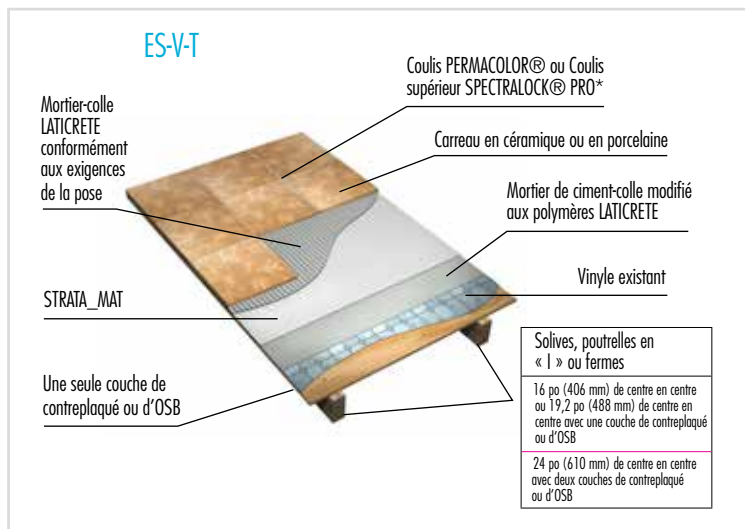 ES-V-T
Coulis PERMACOLOR® ou Coulis
supérieur SPECTRALOCK® PRO*
Mortier-colle
LATICRETE
conformément
aux exigences
de la pose
Carreau en céramique ou en porcelaine
Mortier de ciment-colle modifié
aux polymères LATICRETE
Vinyle existant
STRATA_MAT
Une seule couche de
contreplaqué ou d'OSB
Solives, poutrelles en
« I » ou fermes
16 po (406 mm) de centre en centre
ou 19,2 po (488 mm) de centre en
centre avec une couche de contreplaqué
ou d'OSB
24 po (610 mm) de centre en centre
avec deux couches de contreplaqué
ou d'OSB